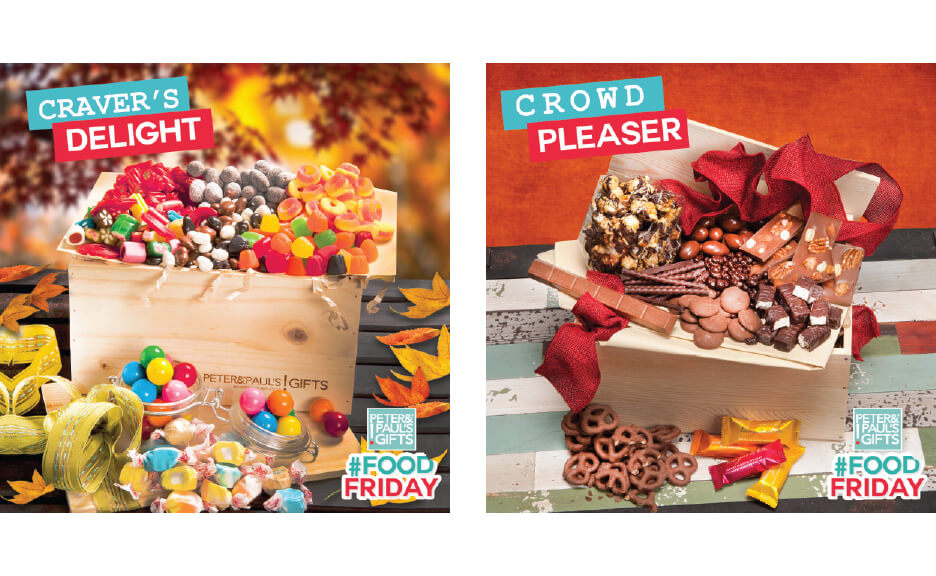 CRAVER'S
DELIGHT
PETER&PAUL'S!GIFTS
PETER&
PAUL'S
GIFTS
#FOOD
FRIDAY
CROWD
PLEASER
PETER&
PAUL'S
GIFTS
#FOOD
FRIDAY